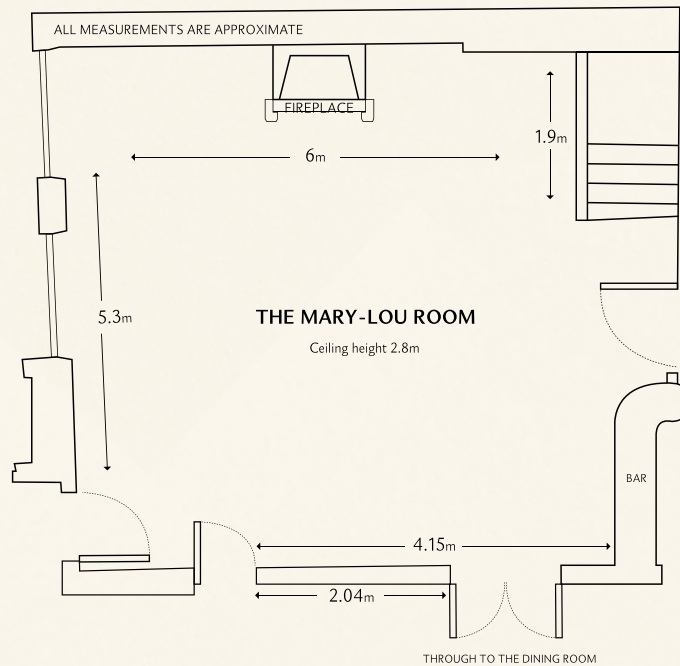 ALL MEASUREMENTS ARE APPROXIMATE
FIREPLACE
1.9m
6m
5.3m
THE MARY-LOU ROOM
Ceiling height 2.8m
BAR
4.15m
2.04m
THROUGH TO THE DINING ROOM